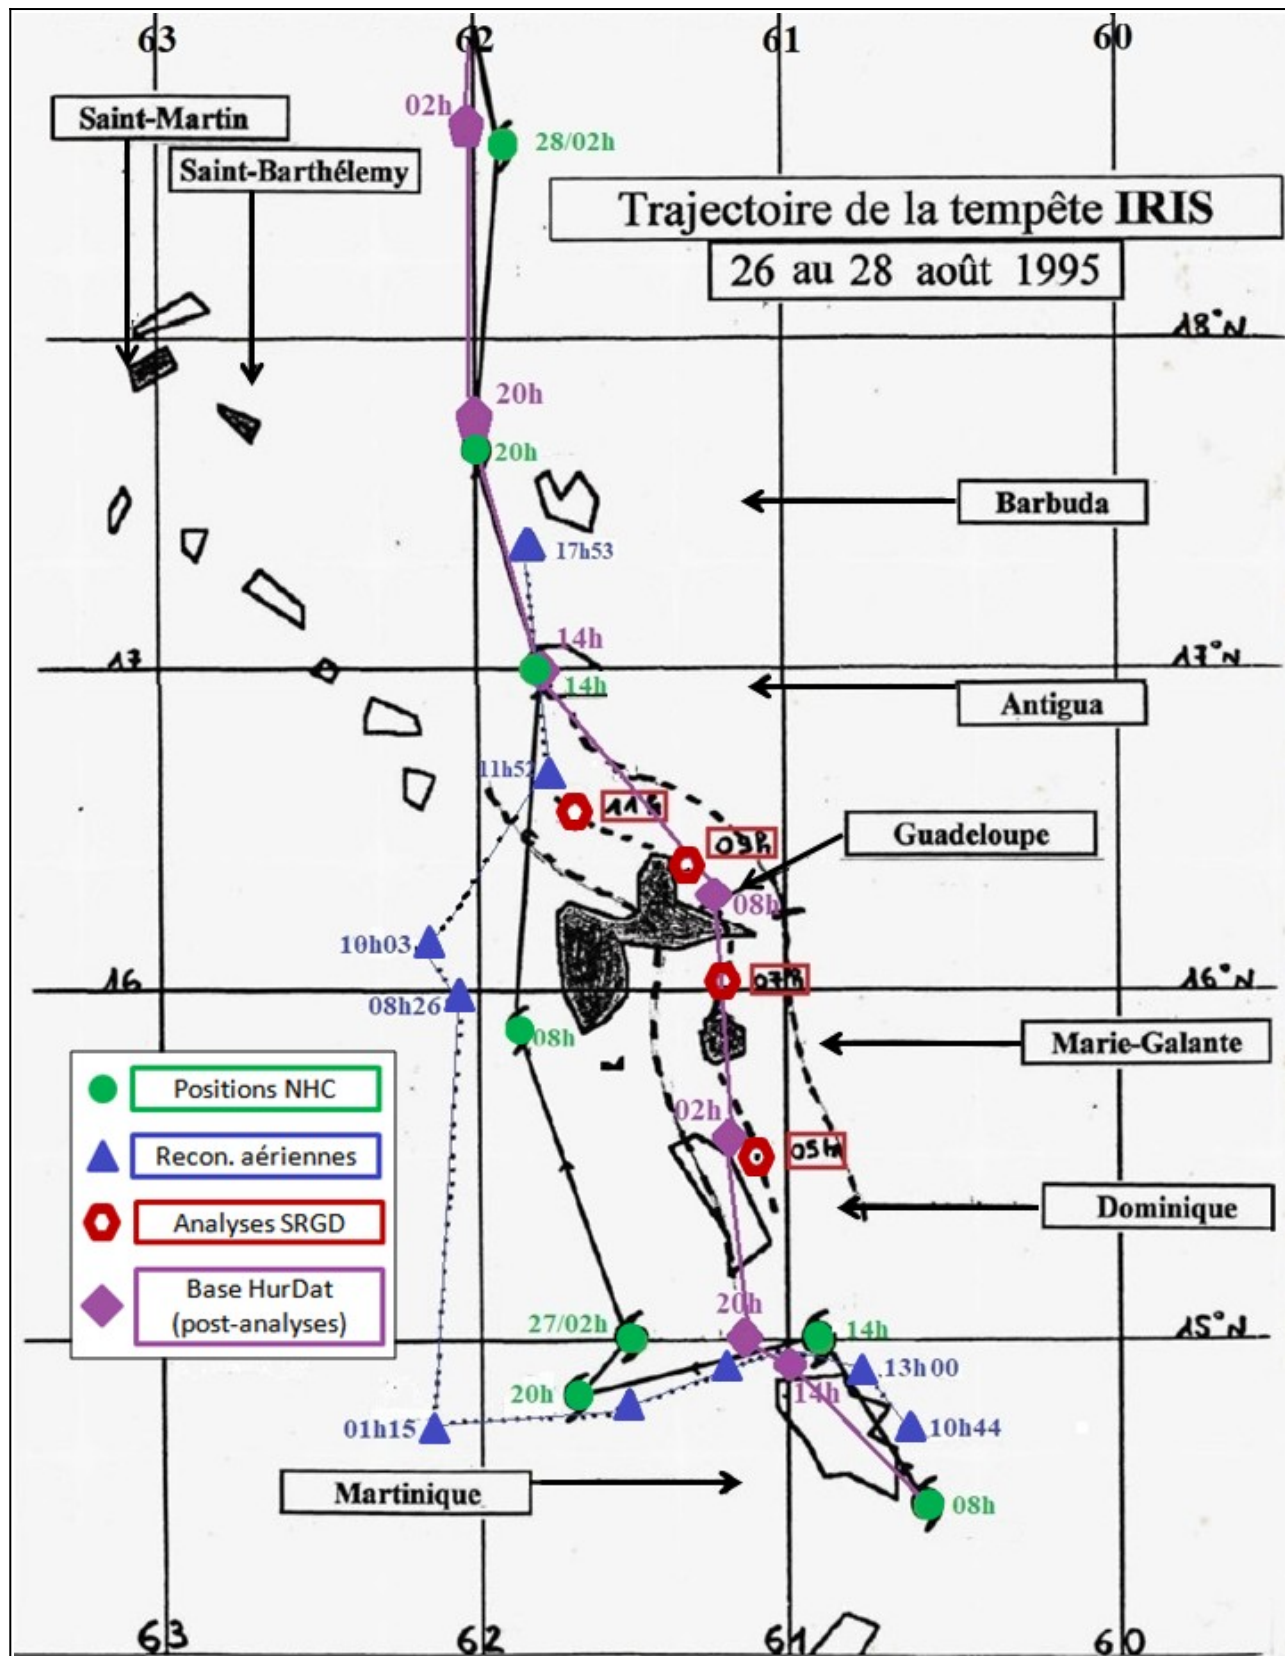 63 62 61 60
Saint-Martin
02h
28/02h
Saint-Barthélemy
Trajectoire de la tempête IRIS
26 au 28 août 1995
18°N
20h
20h
Barbuda
17h53
14h
17
17°N
14h
Antigua
11h52
11h
09h
Guadeloupe
08h
10h03
16
07h
16°N
08h26
08h
Marie-Galante
Positions NHC
02h
Recon. aériennes
05h
Analyses SRGD
Dominique
Base HurDat
(post-analyses)
20h
27/02h
14h
15°N
13h00
20h
14h
01h15
10h44
Martinique
08h
63 62 61 60